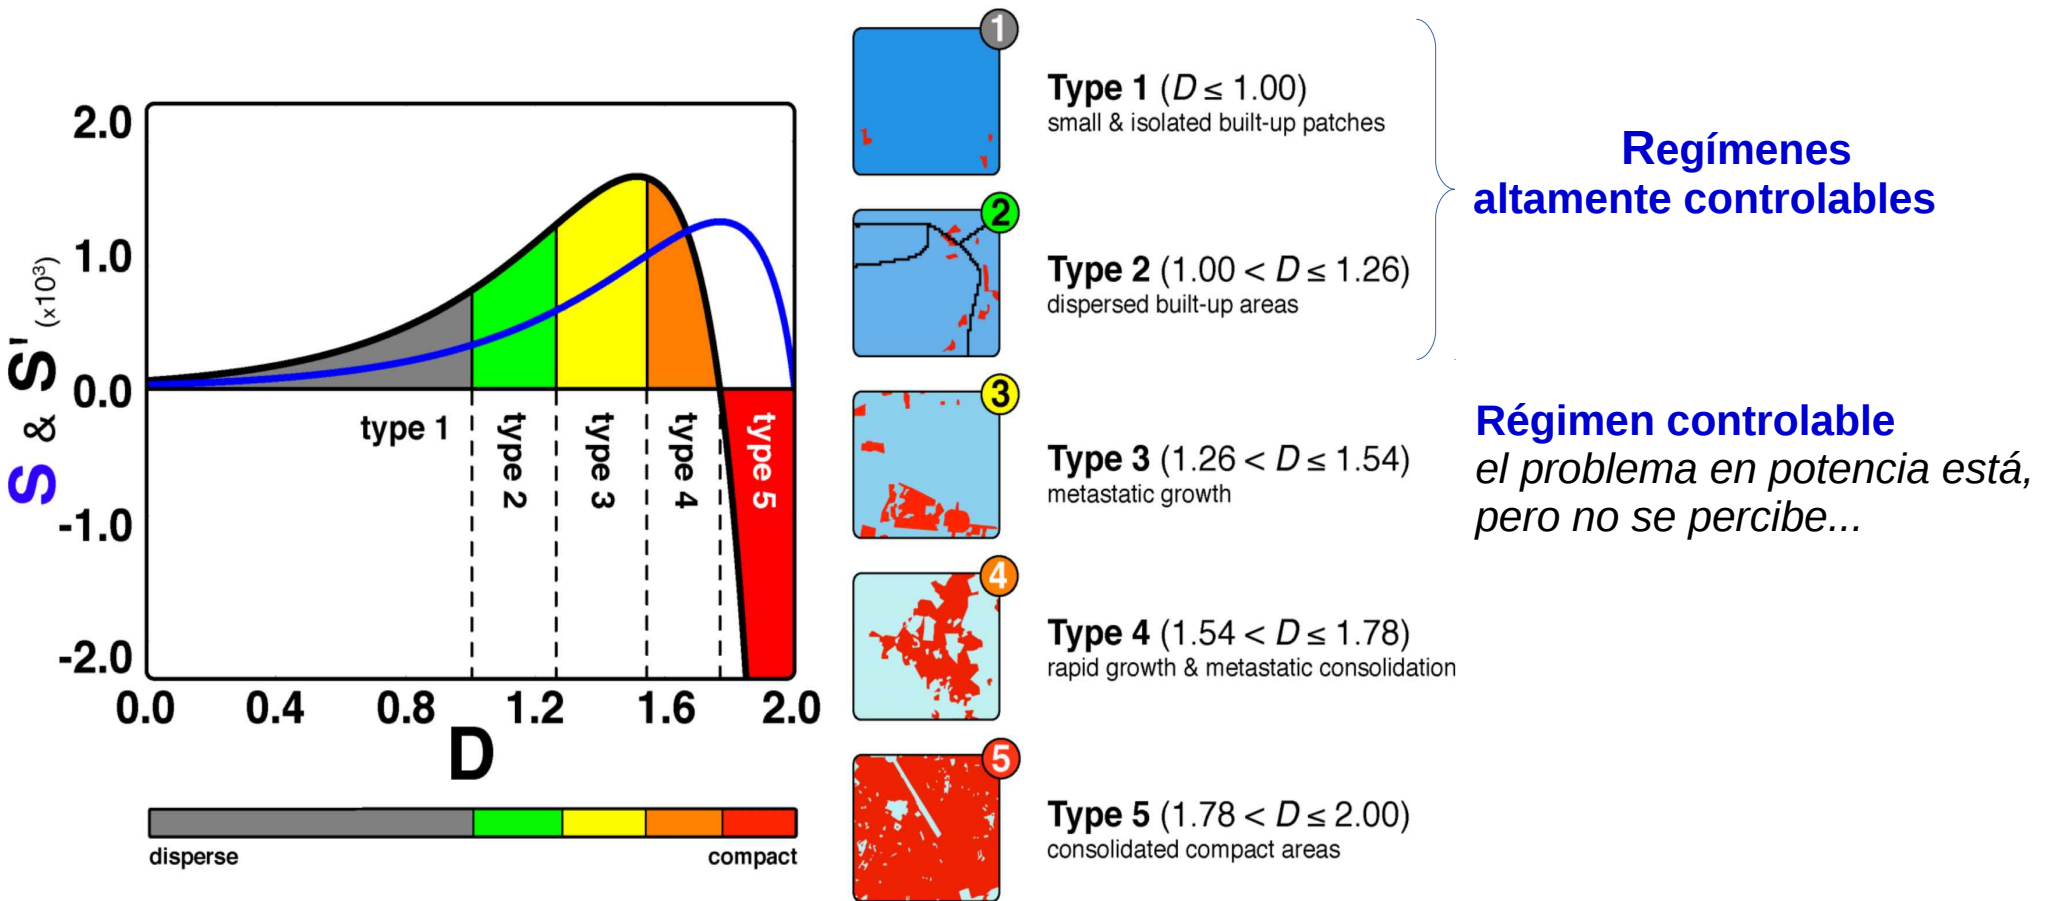 2.0
1.0
0.0
-1.0
-2.0
S & S' (x10³)
type 1
type 2
type 3
type 4
type 5
0.0 0.4 0.8 1.2 1.6 2.0
D
disperse compact
1
Type 1 (D ≤ 1.00)
small & isolated built-up patches
2
Type 2 (1.00 < D ≤ 1.26)
dispersed built-up areas
3
Type 3 (1.26 < D ≤ 1.54)
metastatic growth
4
Type 4 (1.54 < D ≤ 1.78)
rapid growth & metastatic consolidation
5
Type 5 (1.78 < D ≤ 2.00)
consolidated compact areas
Regímenes
altamente controlables
Régimen controlable
el problema en potencia está,
pero no se percibe...